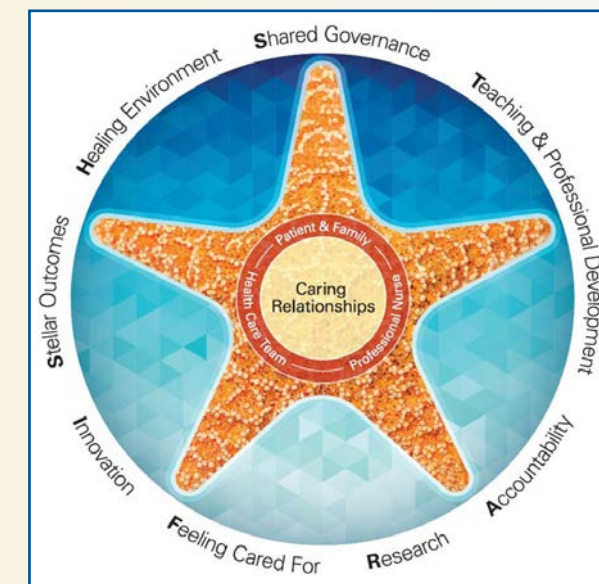 Shared Governance
Teaching & Professional Development
Accountability
Research
Feeling Cared For
Innovation
Stellar Outcomes
Healing Environment
Patient & Family
Professional Nurse
Health Care Team
Caring
Relationships